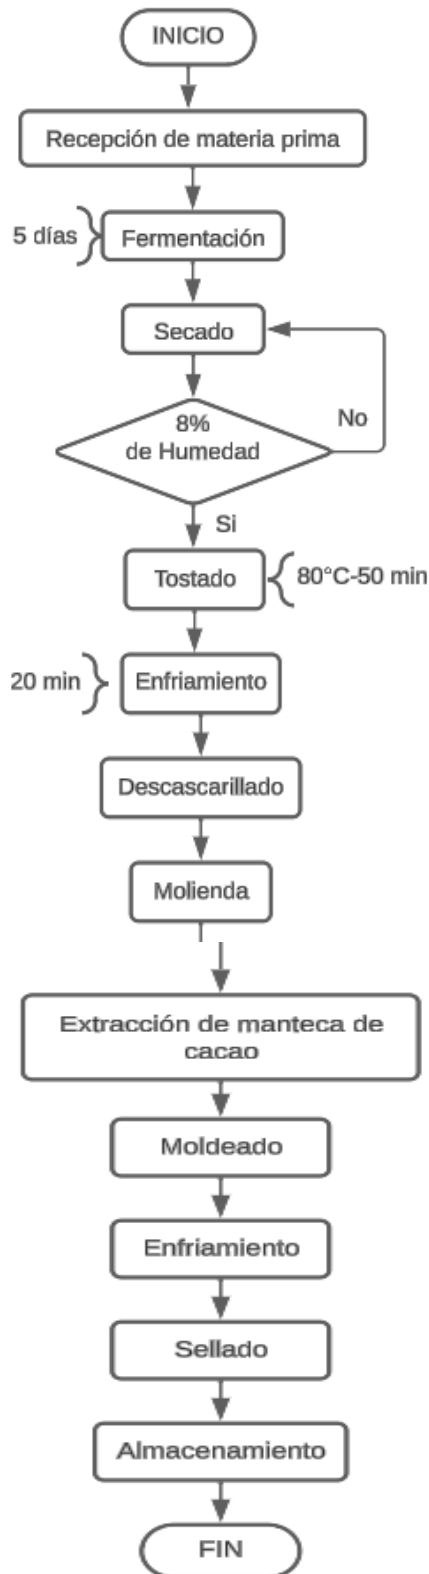 INICIO
Recepción de materia prima
5 días
Fermentación
Secado
No
8%
de Humedad
Si
Tostado
80°C-50 min
20 min
Enfriamiento
Descascarillado
Molienda
Extracción de manteca de
cacao
Moldeado
Enfriamiento
Sellado
Almacenamiento
FIN